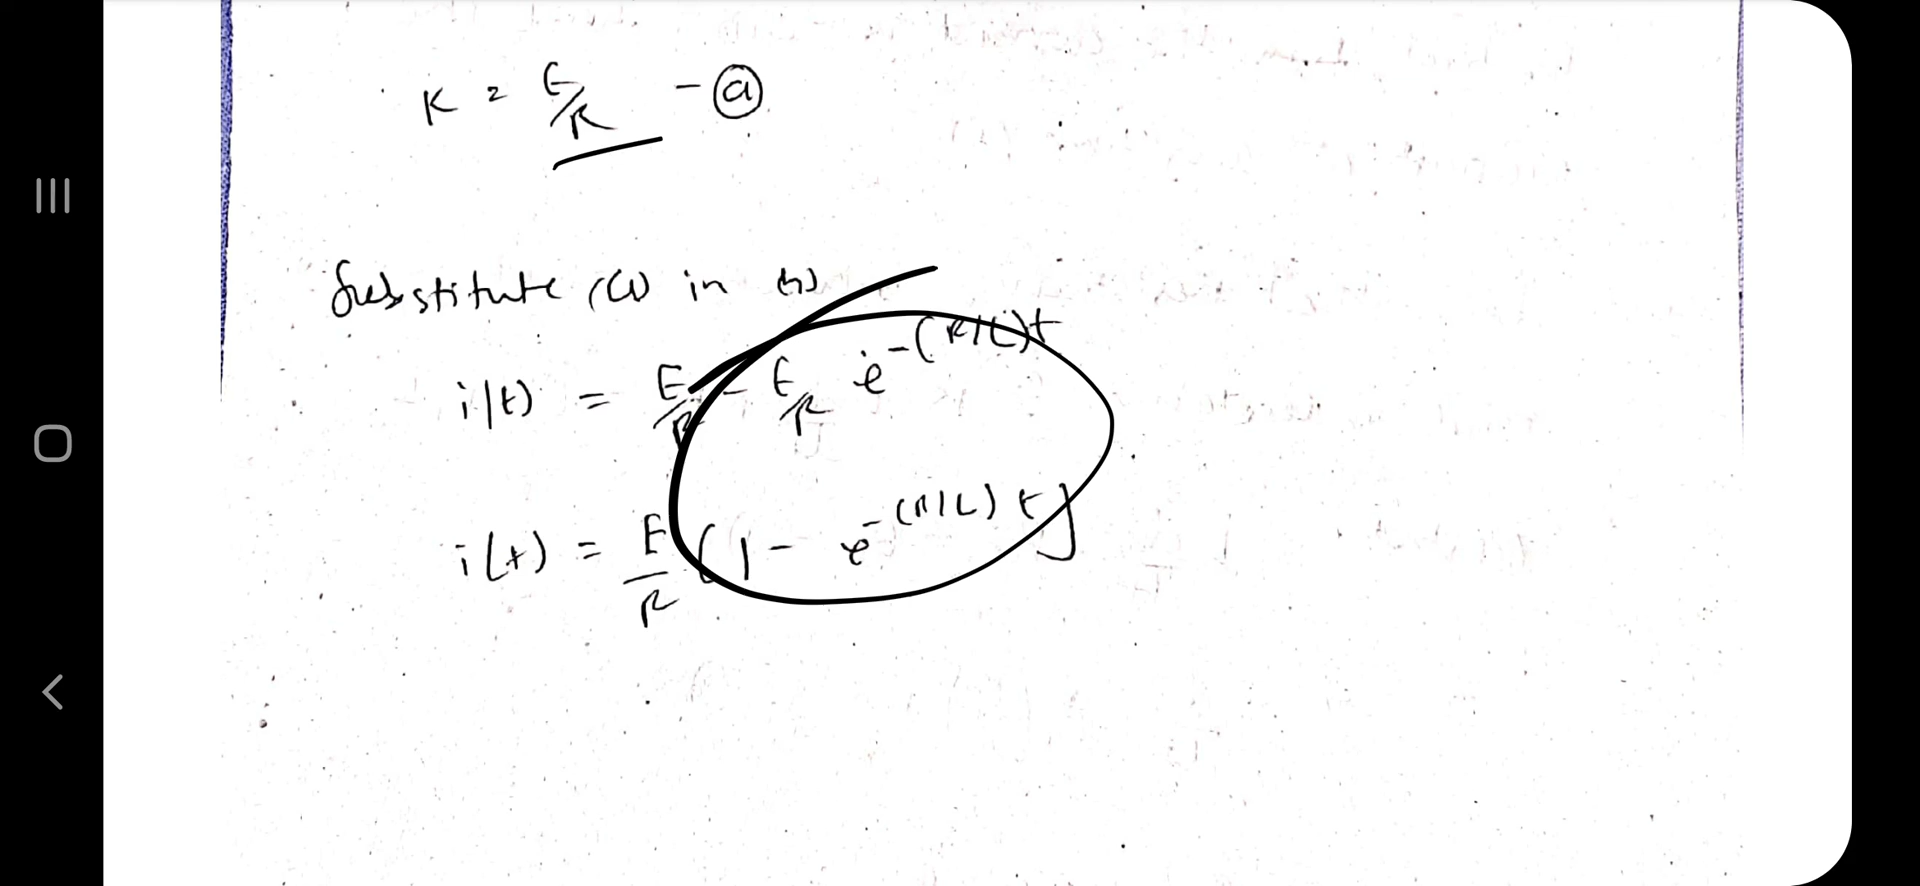 K = E/R - (a)
Substitute (a) in (h)
i(t) = E/R - E/R e^-(R/L)t
i(t) = E/R (1 - e^-(R/L) t)